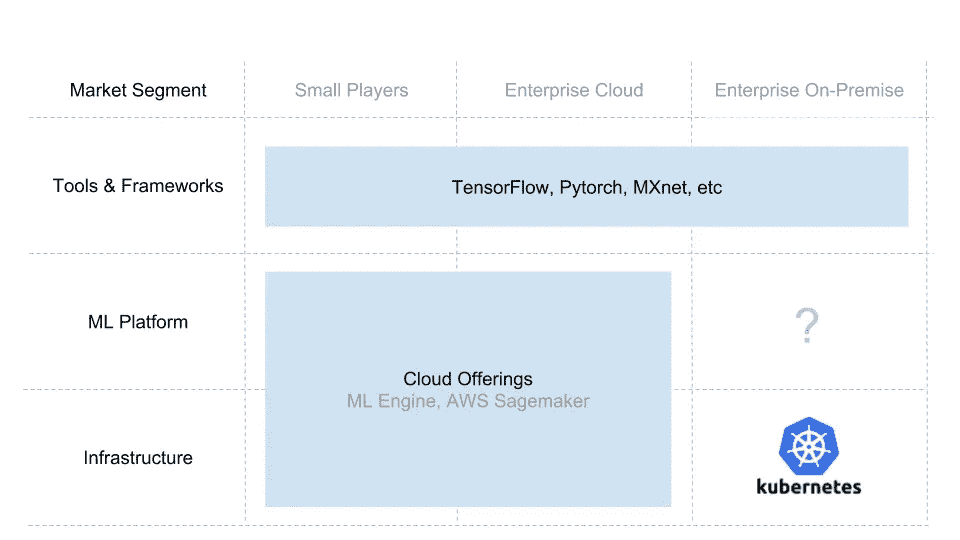 Market Segment
Small Players
Enterprise Cloud
Enterprise On-Premise
Tools & Frameworks
TensorFlow, Pytorch, MXnet, etc
ML Platform
?
Cloud Offerings
ML Engine, AWS Sagemaker
Infrastructure
kubernetes